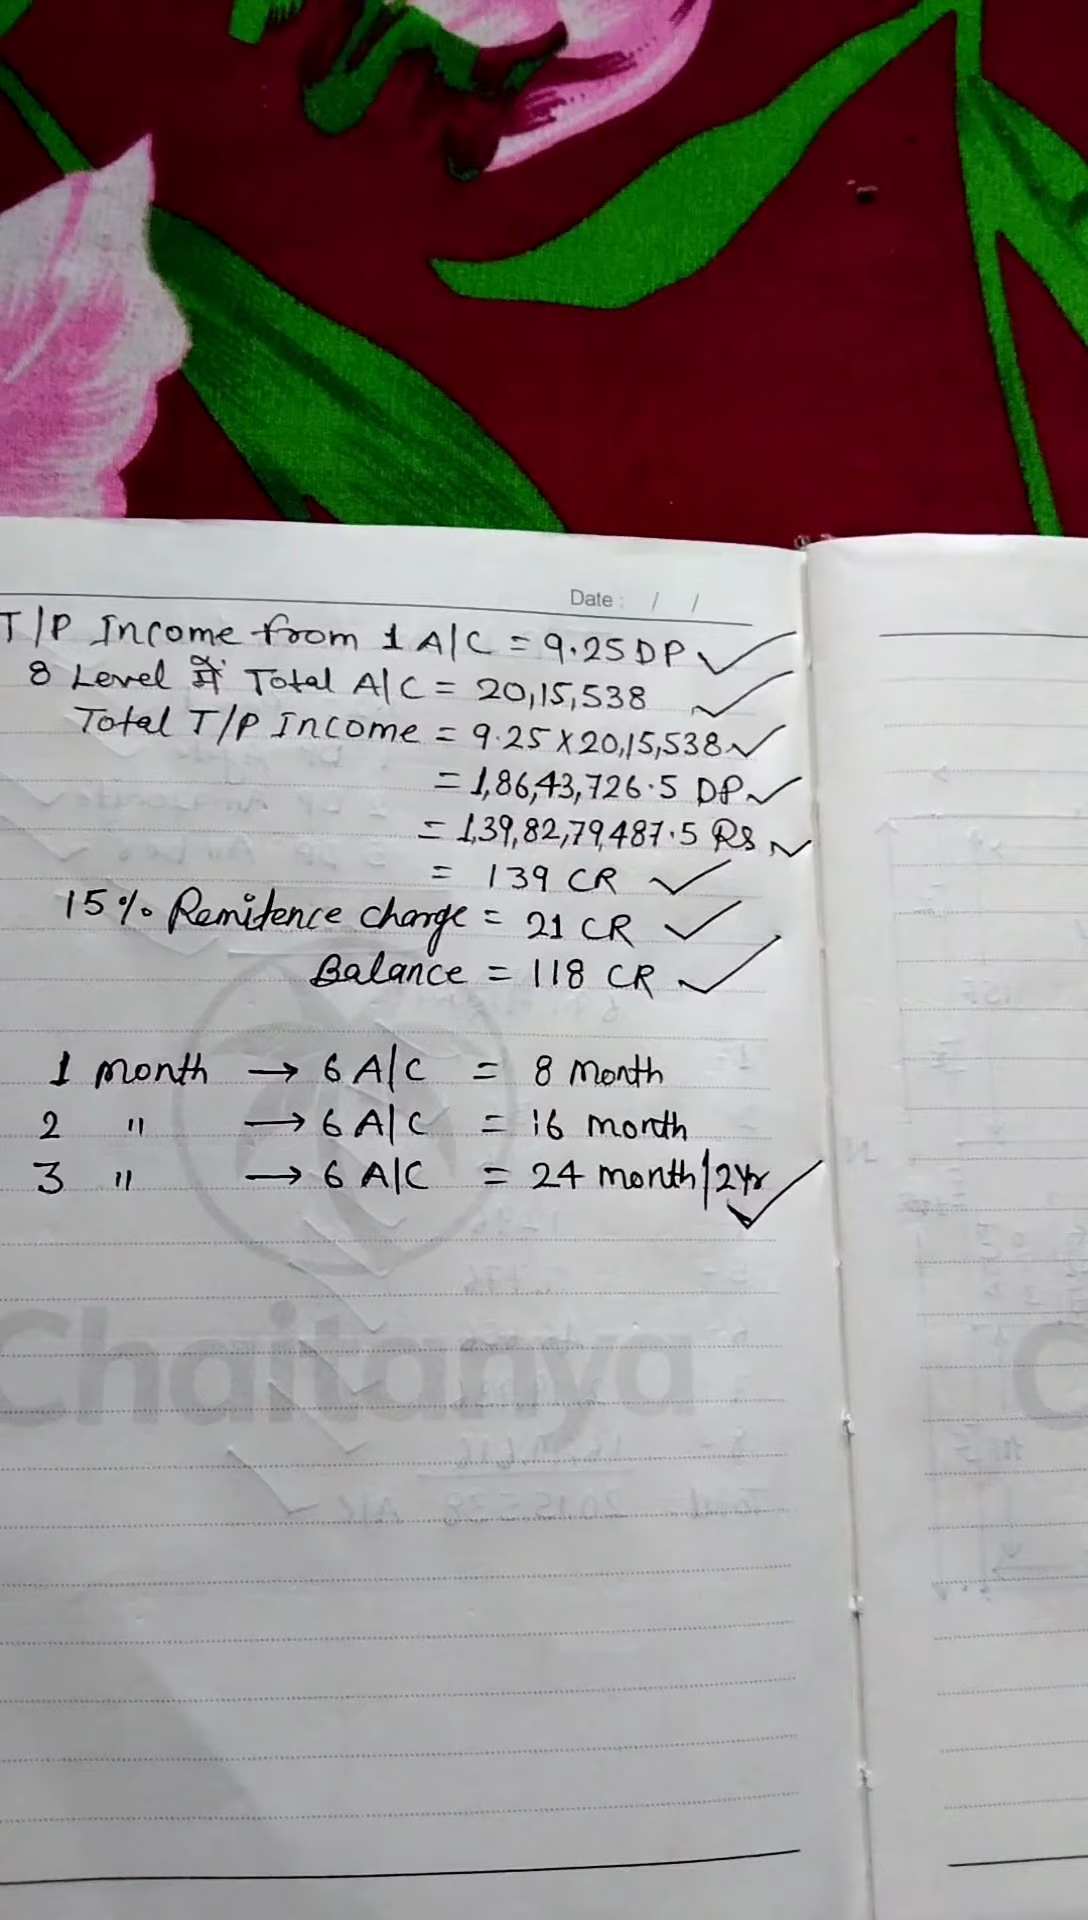 Date : / /
T/P Income from 1 A/C = 9.25 DP
8 Level में Total A/C = 20,15,538
Total T/P Income = 9.25 X 20,15,538
= 1,86,43,726.5 DP
= 1,39,82,79,487.5 Rs
= 139 CR
15% Remitence charge = 21 CR
Balance = 118 CR
1 month → 6 A/C = 8 month
2 " → 6 A/C = 16 month
3 " → 6 A/C = 24 month/2yr
Chaitanya